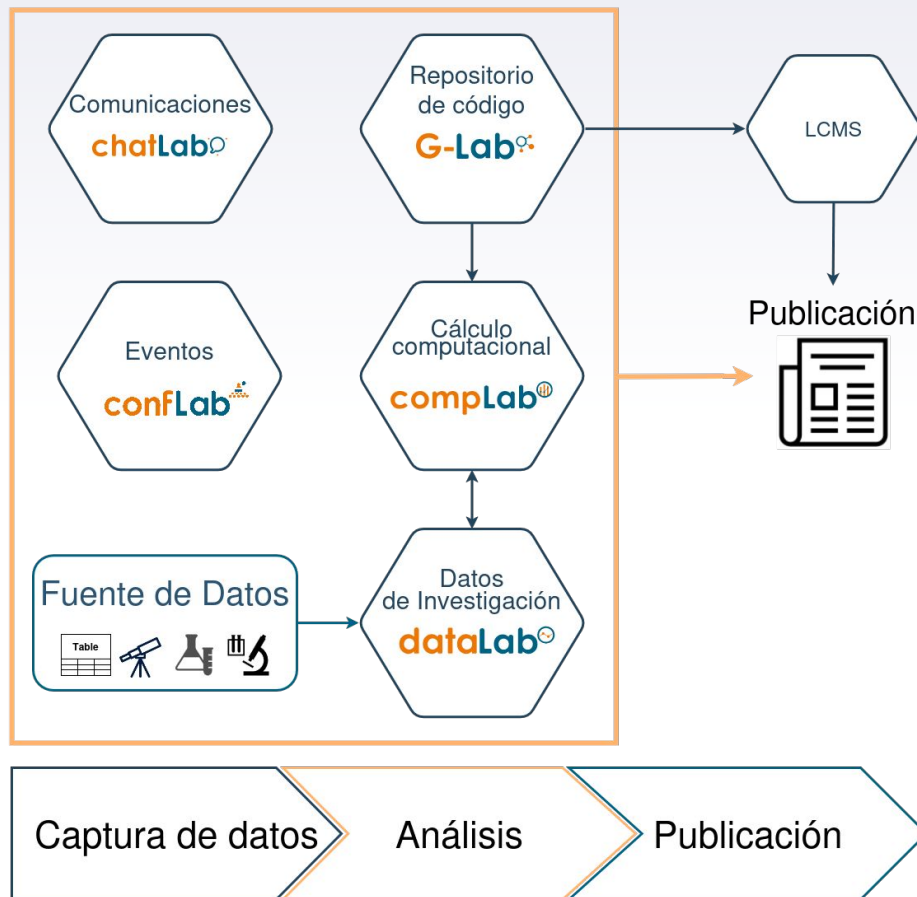 Comunicaciones
chatLab
Repositorio
de código
G-Lab
LCMS
Eventos
confLab
Cálculo
computacional
compLab
Publicación
Fuente de Datos
Table
Datos
de Investigación
dataLab
Captura de datos
Análisis
Publicación